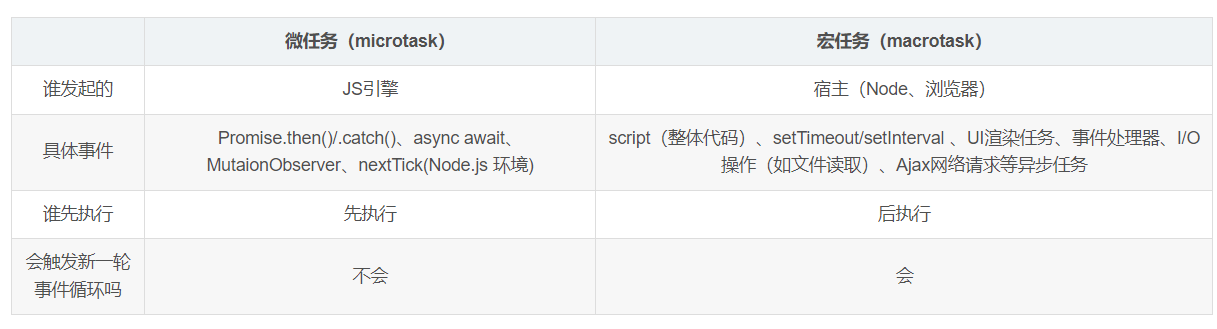 微任务（microtask）
宏任务（macrotask）
谁发起的
JS引擎
宿主（Node、浏览器）
具体事件
Promise.then()/.catch()、async await、
MutaionObserver、nextTick(Node.js 环境)
script（整体代码）、setTimeout/setInterval 、UI渲染任务、事件处理器、I/O
操作（如文件读取）、Ajax网络请求等异步任务
谁先执行
先执行
后执行
会触发新一轮
事件循环吗
不会
会